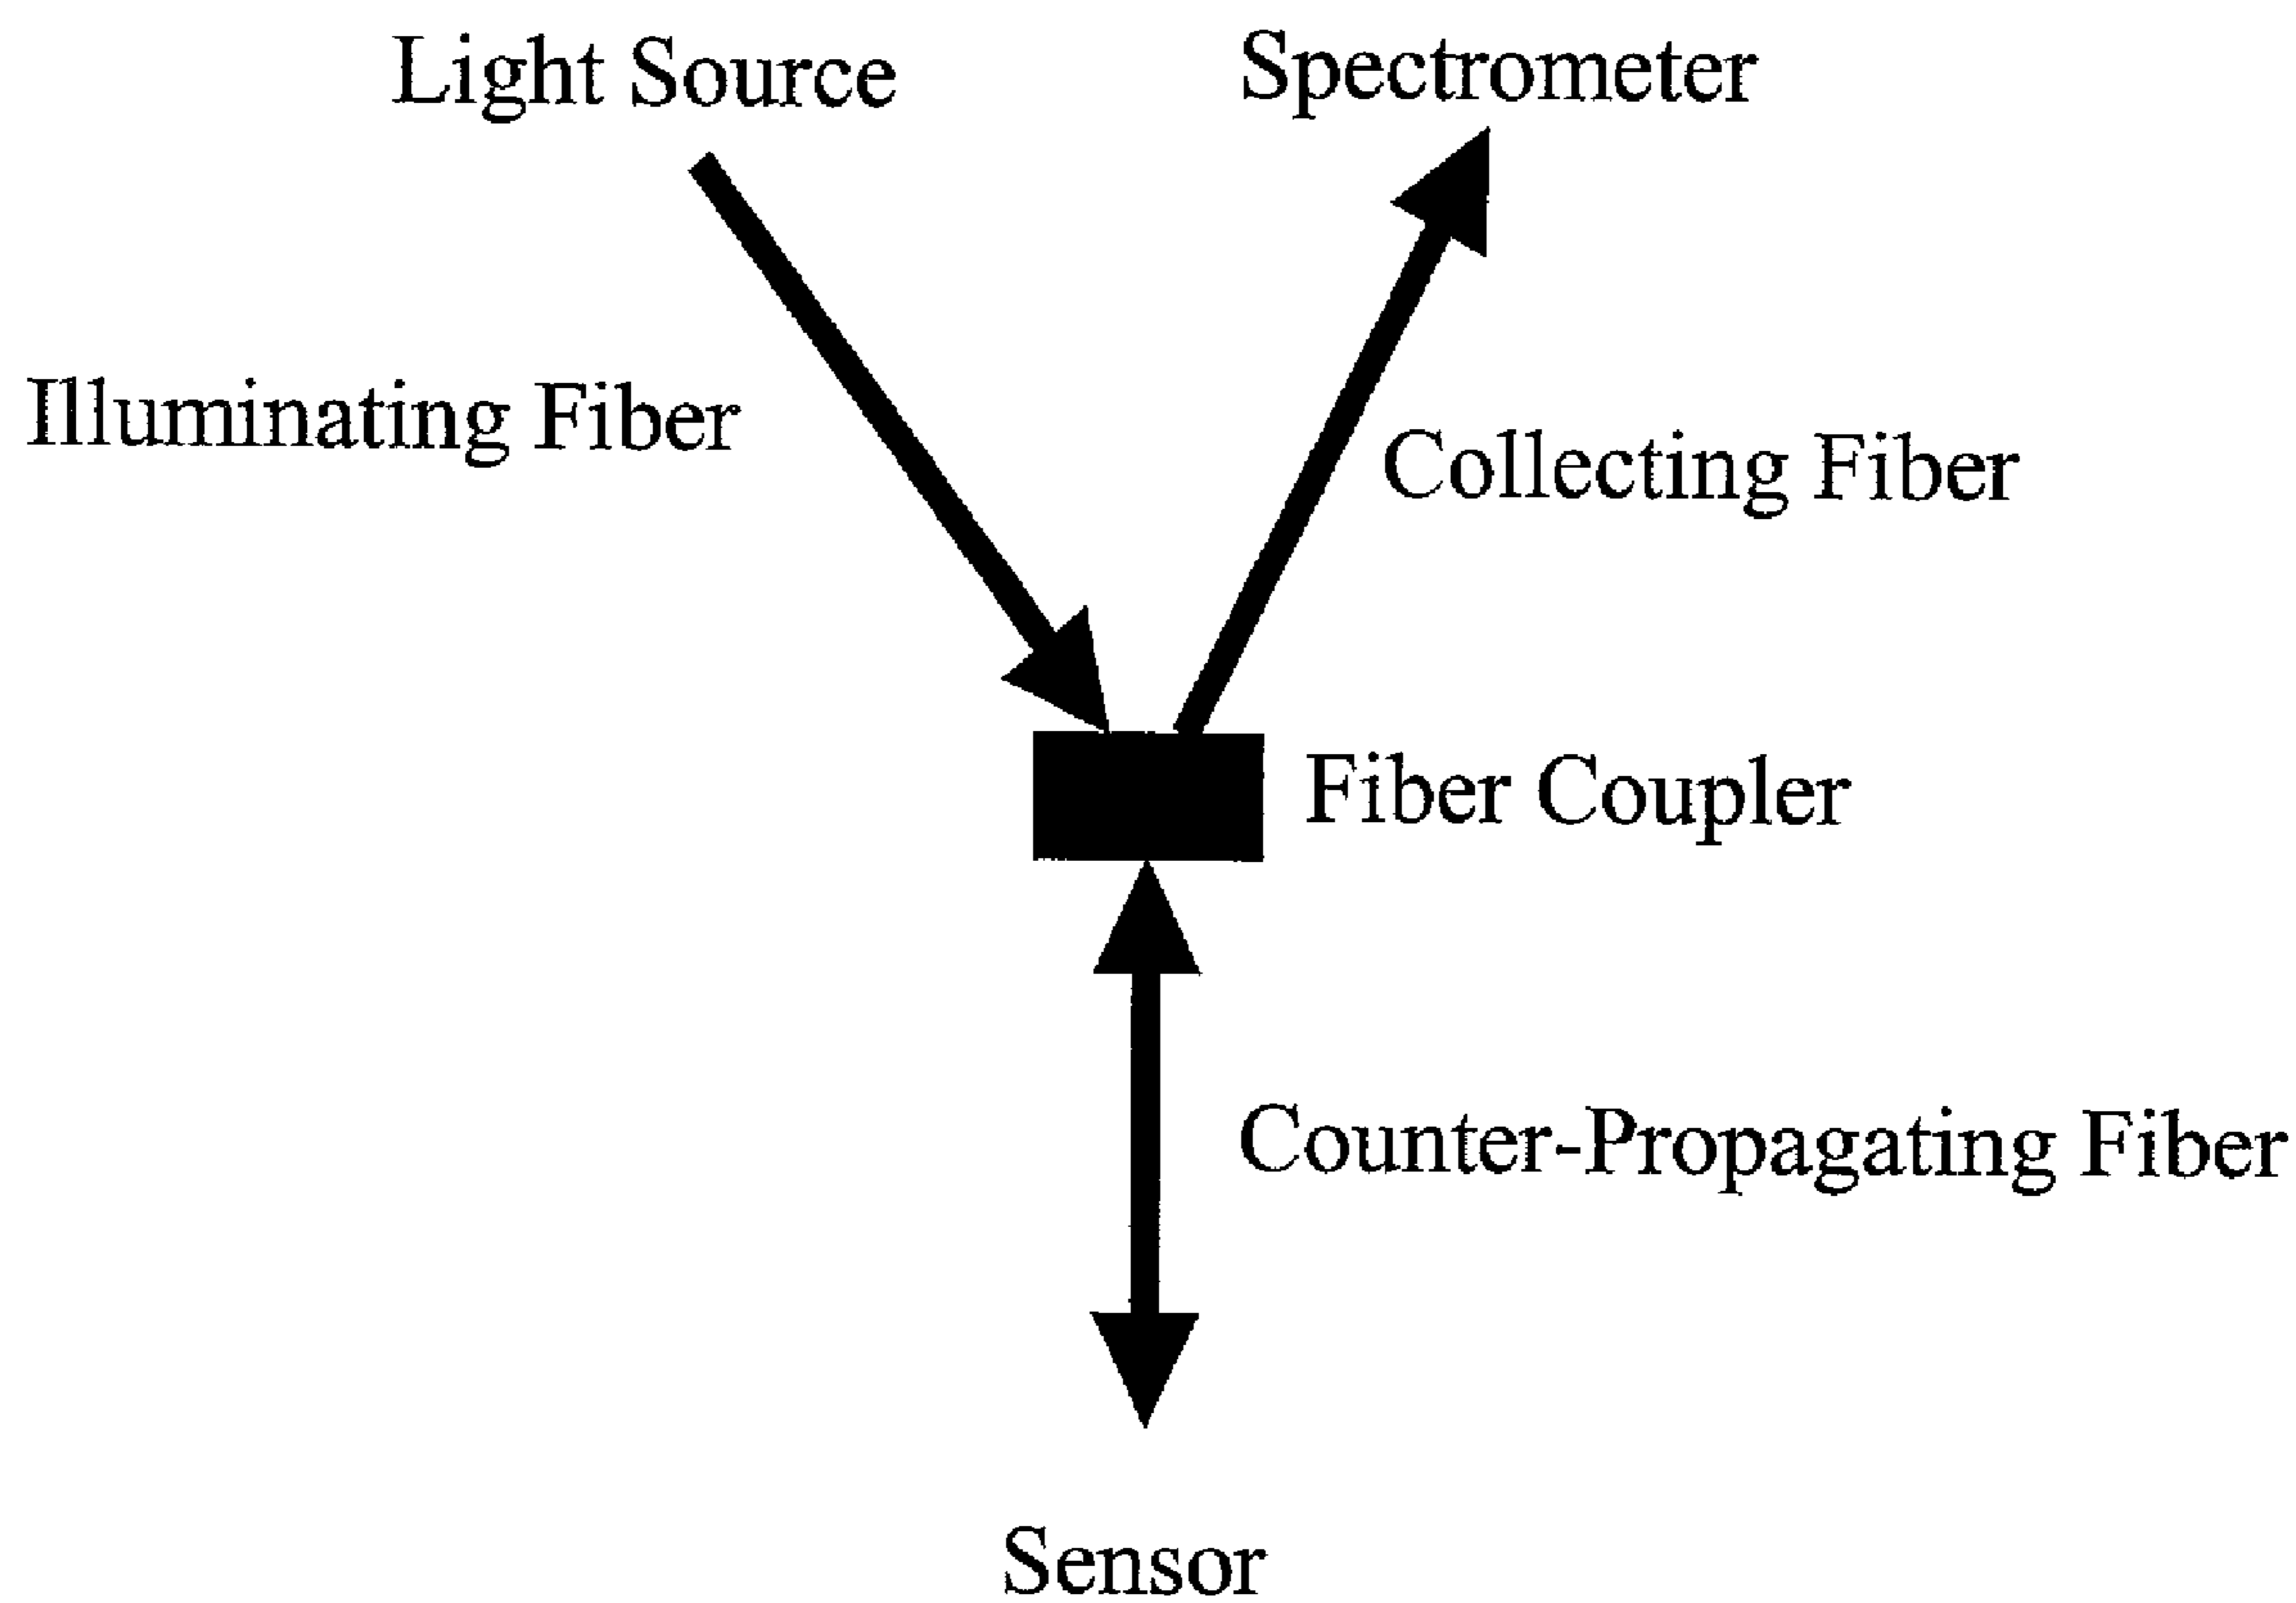 Light Source
Spectrometer
Illuminating Fiber
Collecting Fiber
Fiber Coupler
Counter-Propagating Fiber
Sensor